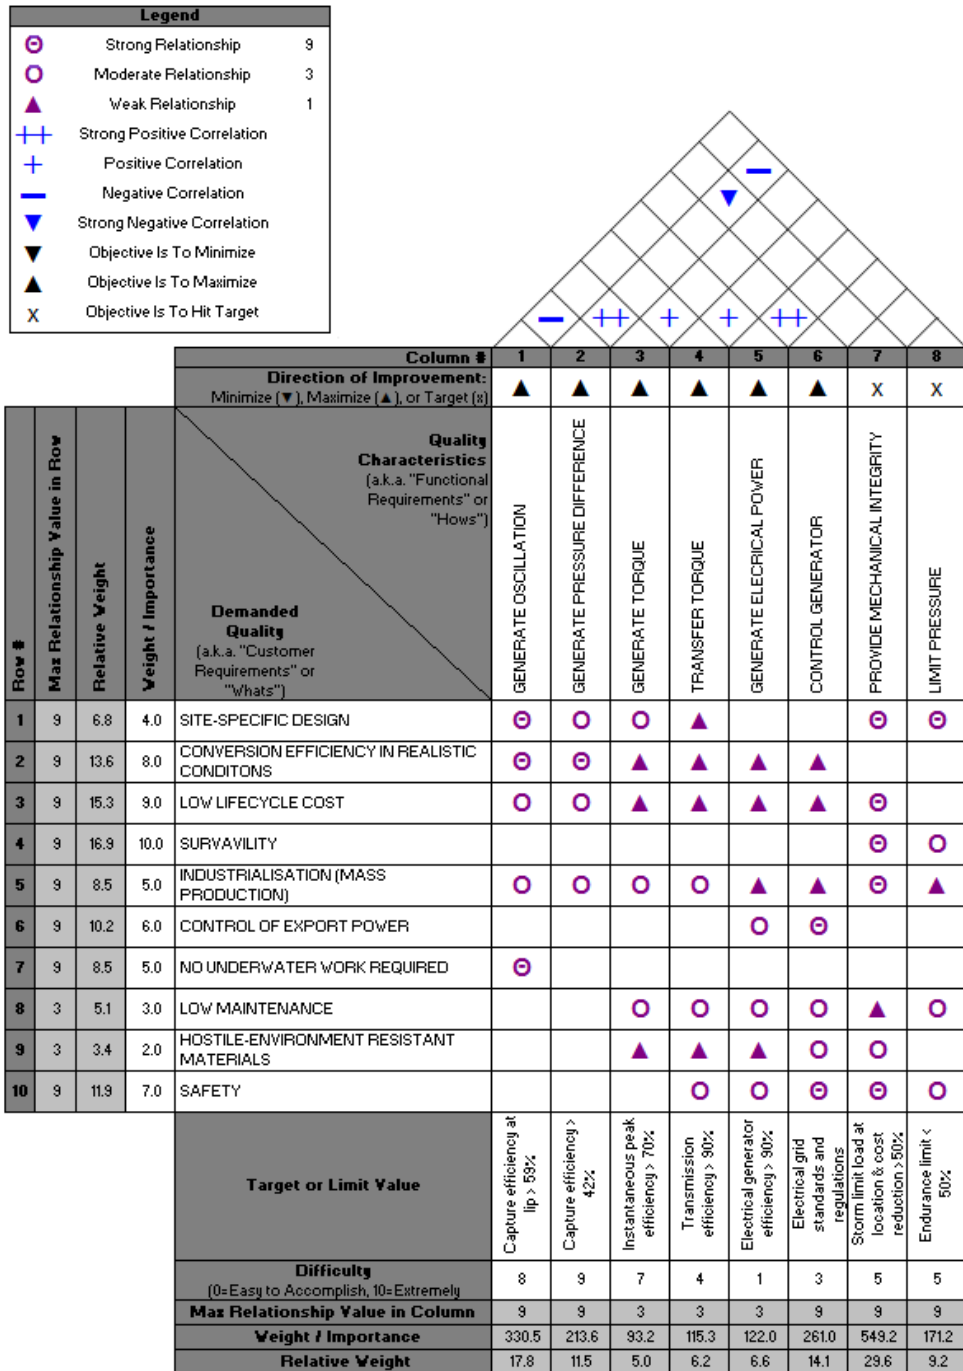 Legend
Strong Relationship 9
Moderate Relationship 3
Weak Relationship 1
Strong Positive Correlation
Positive Correlation
Negative Correlation
Strong Negative Correlation
Objective Is To Minimize
Objective Is To Maximize
X Objective Is To Hit Target
Column # 1 2 3 4 5 6 7 8
Direction of Improvement:
Minimize (▼), Maximize (▲), or Target (x) ▲ ▲ ▲ ▲ ▲ ▲ X X
Row #
Max Relationship Value in Row
Relative Weight
Weight / Importance
Quality
Characteristics
(a.k.a. "Functional
Requirements" or
"Hows")
Demanded
Quality
(a.k.a. "Customer
Requirements" or
"Whats")
GENERATE OSCILLATION
GENERATE PRESSURE DIFFERENCE
GENERATE TORQUE
TRANSFER TORQUE
GENERATE ELECRICAL POWER
CONTROL GENERATOR
PROVIDE MECHANICAL INTEGRITY
LIMIT PRESSURE
1 9 6.8 4.0 SITE-SPECIFIC DESIGN
2 9 13.6 8.0 CONVERSION EFFICIENCY IN REALISTIC
CONDITONS
3 9 15.3 9.0 LOW LIFECYCLE COST
4 9 16.9 10.0 SURVAVILITY
5 9 8.5 5.0 INDUSTRIALISATION (MASS
PRODUCTION)
6 9 10.2 6.0 CONTROL OF EXPORT POWER
7 9 8.5 5.0 NO UNDERWATER WORK REQUIRED
8 3 5.1 3.0 LOW MAINTENANCE
9 3 3.4 2.0 HOSTILE-ENVIRONMENT RESISTANT
MATERIALS
10 9 11.9 7.0 SAFETY
Target or Limit Value
Capture efficiency at
lip > 59%
Capture efficiency >
42%
Instantaneous peak
efficiency > 70%
Transmission
efficiency > 90%
Electrical generator
efficiency > 90%
Electrical grid
standards and
regulations
Storm limit load at
location & cost
reduction >50%
Endurance limit <
50%
Difficulty
(0=Easy to Accomplish, 10=Extremely 8 9 7 4 1 3 5 5
Max Relationship Value in Column 9 9 3 3 3 9 9 9
Weight / Importance 330.5 213.6 93.2 115.3 122.0 261.0 549.2 171.2
Relative Weight 17.8 11.5 5.0 6.2 6.6 14.1 29.6 9.2